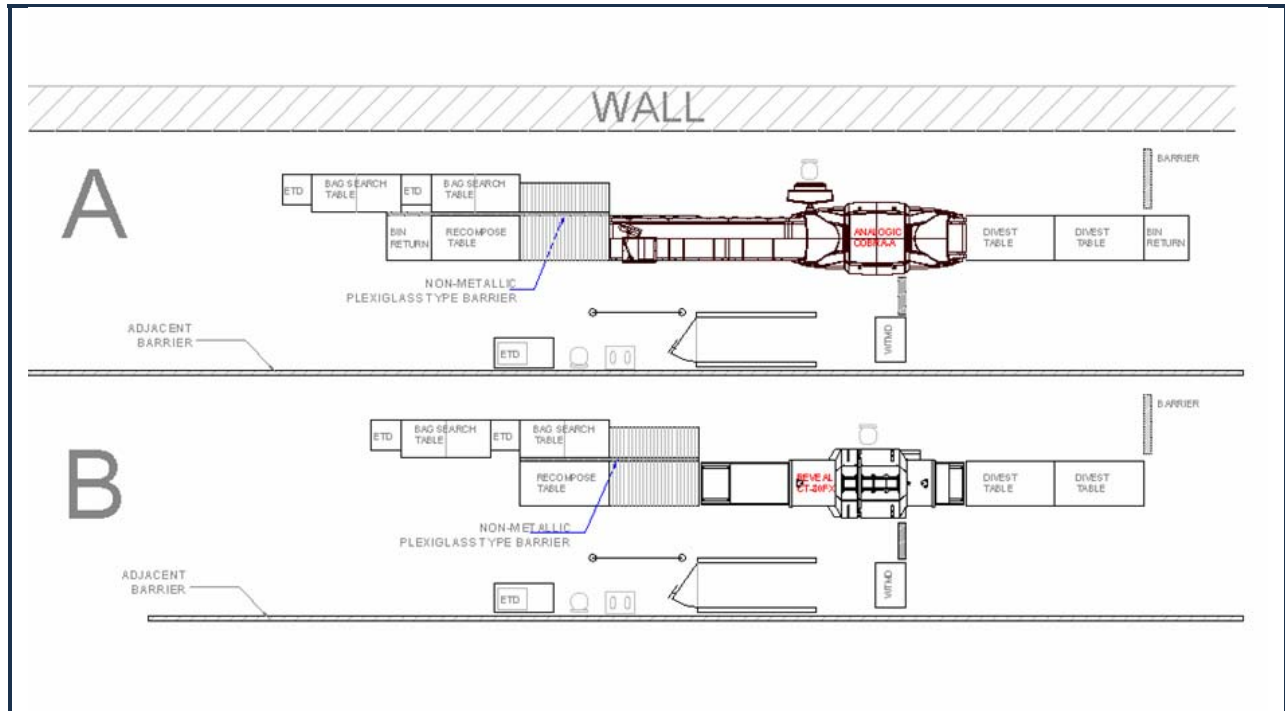 WALL
A
BARRIER
ETD
BAG SEARCH
TABLE
ETD
BAG SEARCH
TABLE
BIN
RETURN
RECOMPOSE
TABLE
ANALOGIC
COBRA-A
DIVEST
TABLE
DIVEST
TABLE
BIN
RETURN
NON-METALLIC
PLEXIGLASS TYPE BARRIER
ADJACENT
BARRIER
ETD
WTMD
B
BARRIER
ETD
BAG SEARCH
TABLE
ETD
BAG SEARCH
TABLE
RECOMPOSE
TABLE
REVEAL
CT-80FX
DIVEST
TABLE
DIVEST
TABLE
NON-METALLIC
PLEXIGLASS TYPE BARRIER
ADJACENT
BARRIER
ETD
WTMD